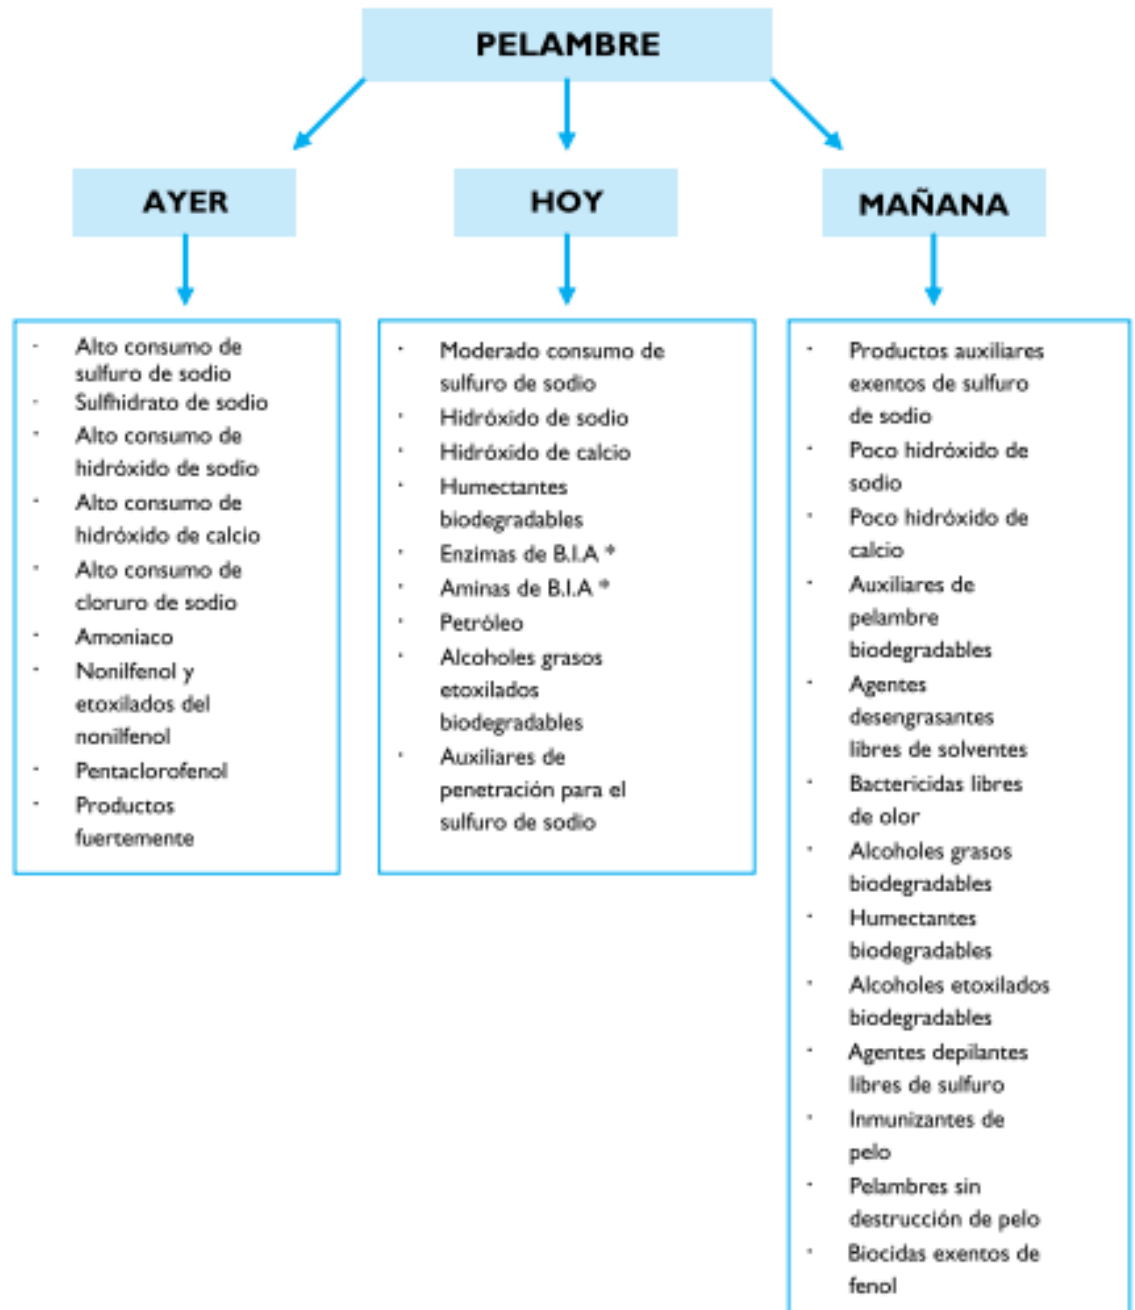 PELAMBRE
AYER
HOY
MAÑANA
- Alto consumo de
sulfuro de sodio
- Sulfhidrato de sodio
- Alto consumo de
hidróxido de sodio
- Alto consumo de
hidróxido de calcio
- Alto consumo de
cloruro de sodio
- Amoniaco
- Nonilfenol y
etoxilados del
nonilfenol
- Pentaclorofenol
- Productos
fuertemente
- Moderado consumo de
sulfuro de sodio
- Hidróxido de sodio
- Hidróxido de calcio
- Humectantes
biodegradables
- Enzimas de B.I.A *
- Aminas de B.I.A *
- Petróleo
- Alcoholes grasos
etoxilados
biodegradables
- Auxiliares de
penetración para el
sulfuro de sodio
- Productos auxiliares
exentos de sulfuro
de sodio
- Poco hidróxido de
sodio
- Poco hidróxido de
calcio
- Auxiliares de
pelambre
biodegradables
- Agentes
desengrasantes
libres de solventes
- Bactericidas libres
de olor
- Alcoholes grasos
biodegradables
- Humectantes
biodegradables
- Alcoholes etoxilados
biodegradables
- Agentes depilantes
libres de sulfuro
- Inmunizantes de
pelo
- Pelambres sin
destrucción de pelo
- Biocidas exentos de
fenol